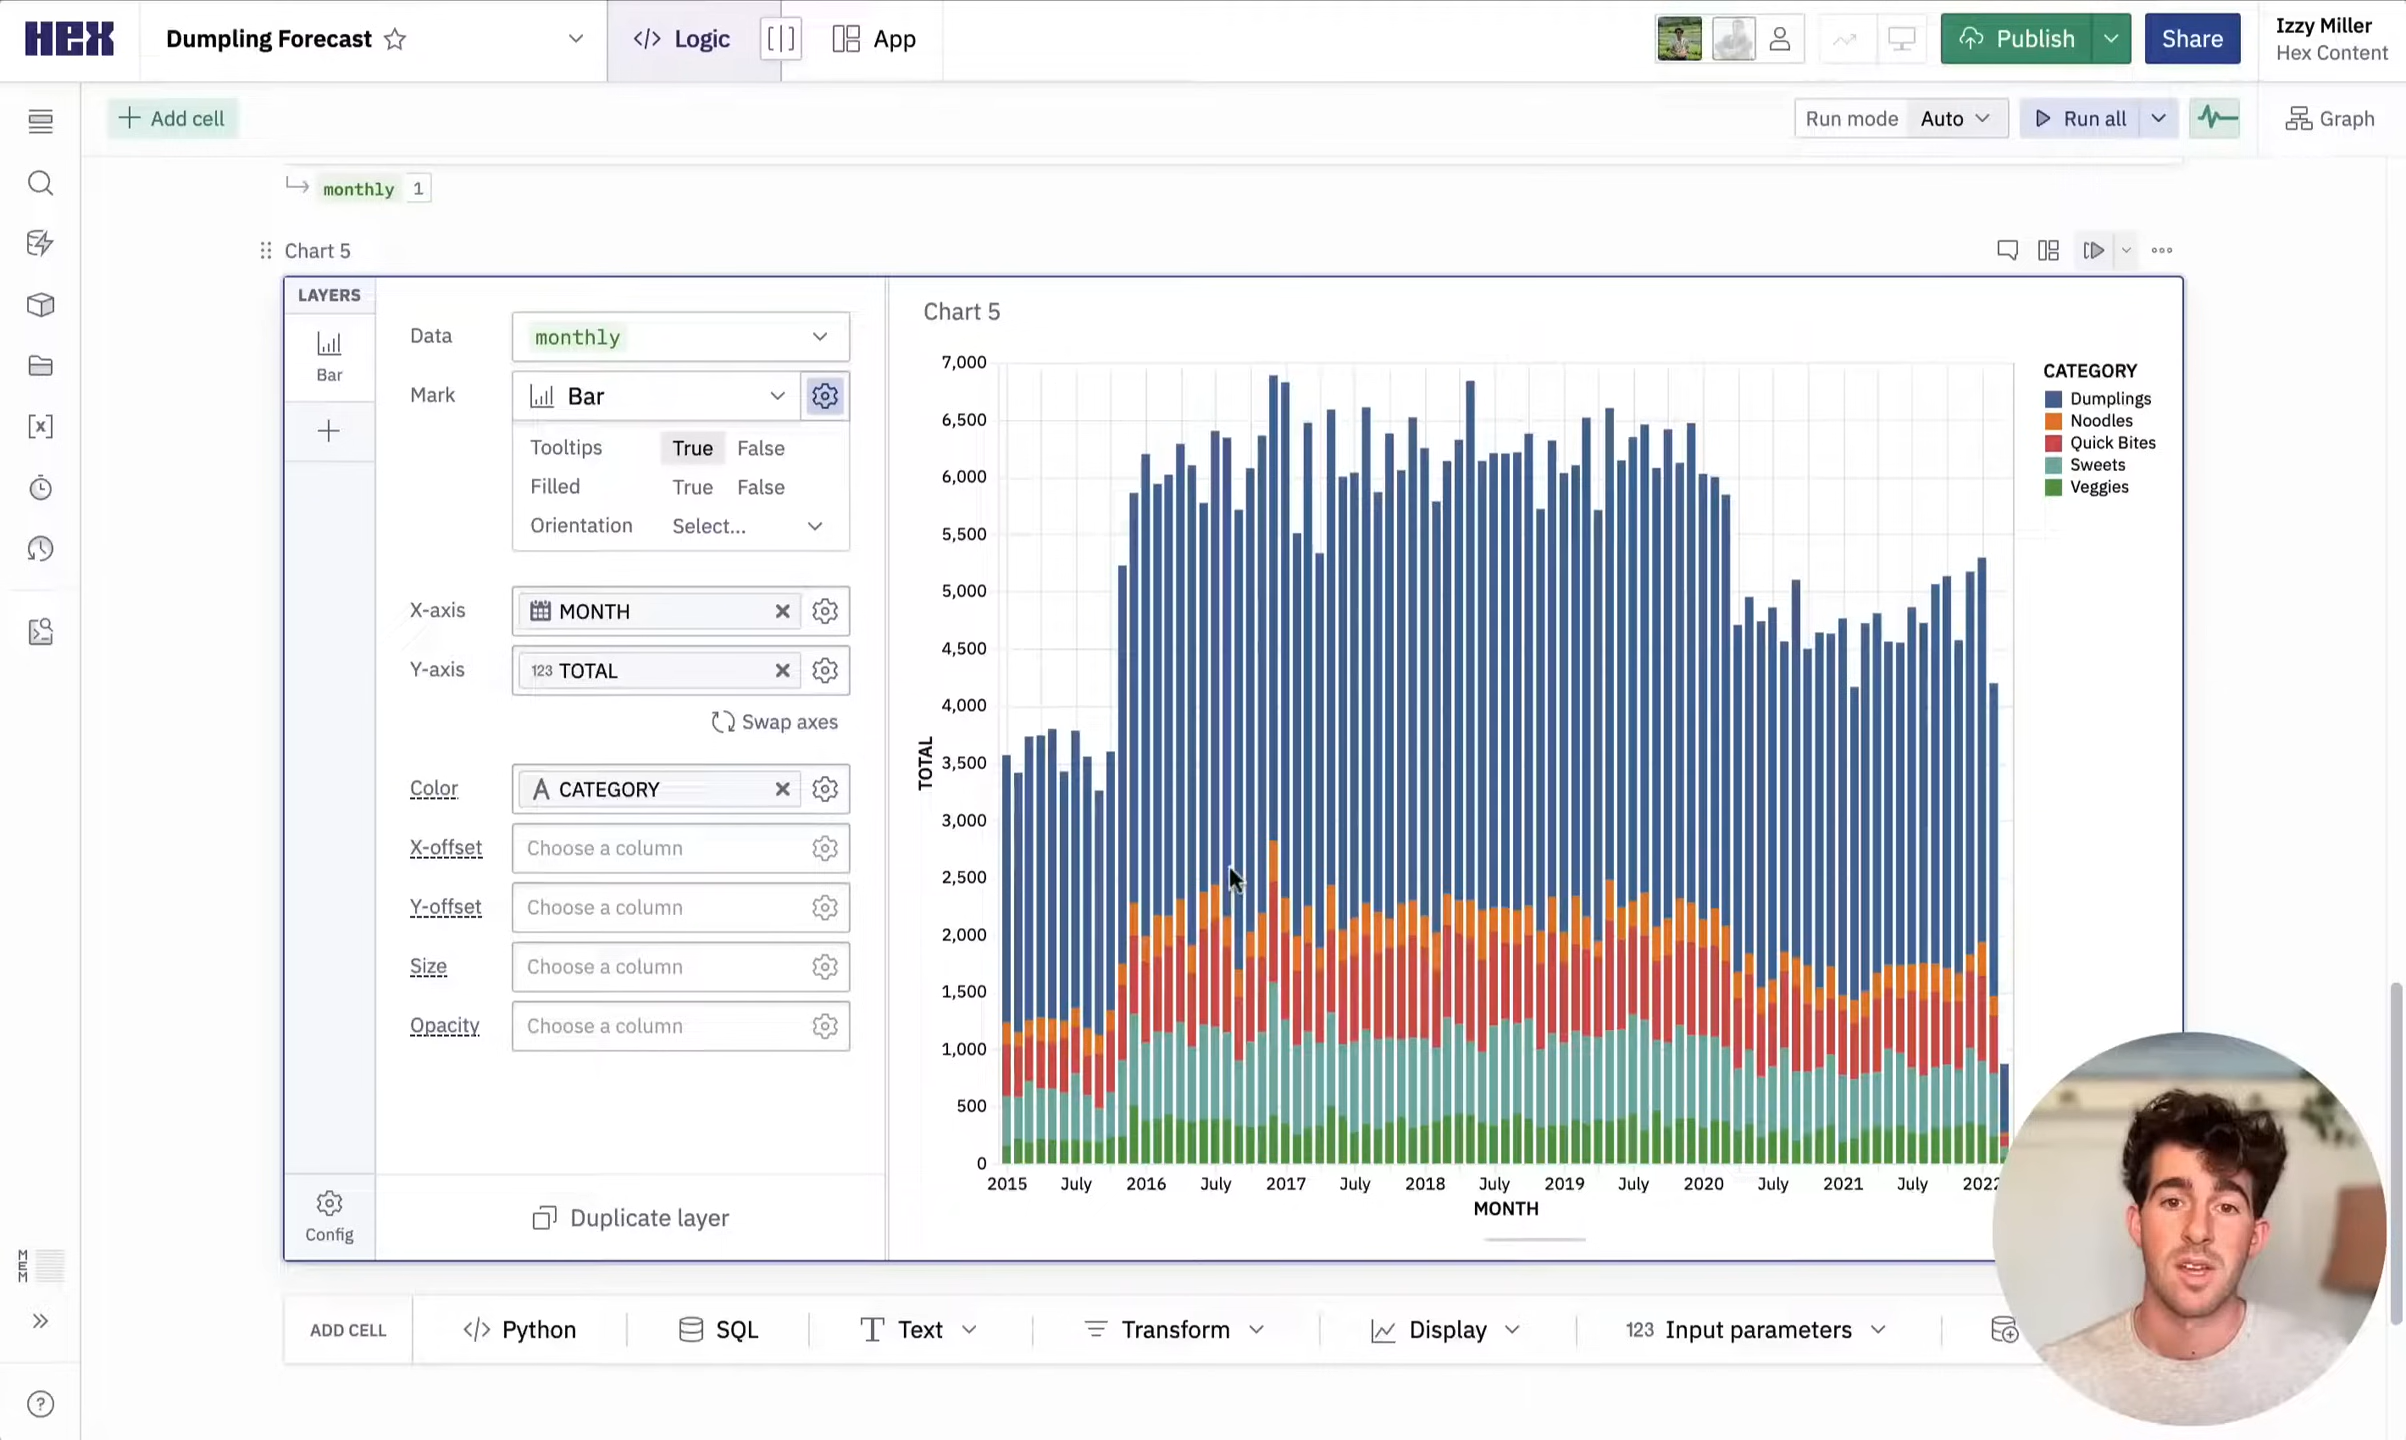 HEX
Dumpling Forecast
Logic
App
Publish
Share
Izzy Miller
Hex Content
Add cell
Run mode
Auto
Run all
Graph
monthly 1
Chart 5
LAYERS
Bar
Data
monthly
Mark
Bar
Tooltips True False
Filled True False
Orientation Select...
X-axis
MONTH
Y-axis
123 TOTAL
Swap axes
Color
A CATEGORY
X-offset
Choose a column
Y-offset
Choose a column
Size
Choose a column
Opacity
Choose a column
Config
Duplicate layer
Chart 5
7,000
6,500
6,000
5,500
5,000
4,500
4,000
3,500
3,000
2,500
2,000
1,500
1,000
500
0
TOTAL
2015 July 2016 July 2017 July 2018 July 2019 July 2020 July 2021 July 2022
MONTH
CATEGORY
Dumplings
Noodles
Quick Bites
Sweets
Veggies
MEM
ADD CELL
Python
SQL
Text
Transform
Display
123 Input parameters